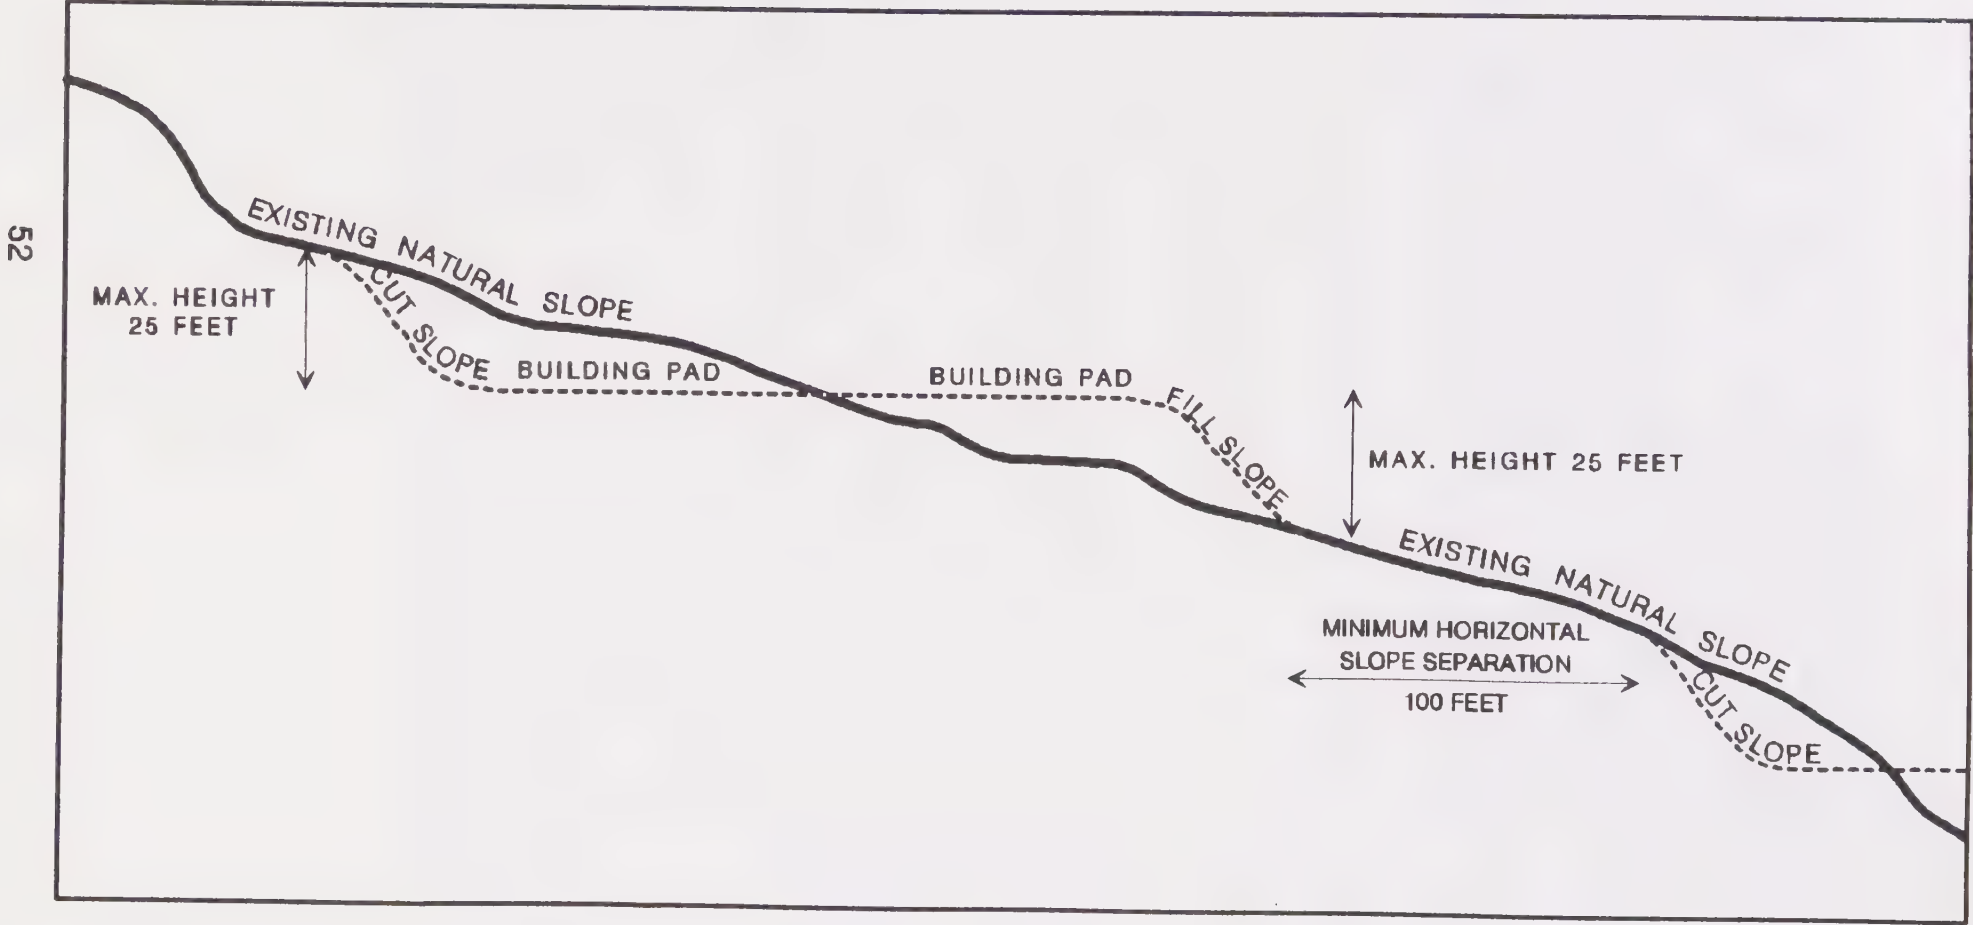 52
EXISTING NATURAL SLOPE
MAX. HEIGHT
25 FEET
CUT SLOPE
BUILDING PAD
BUILDING PAD
FILL SLOPE
MAX. HEIGHT 25 FEET
EXISTING NATURAL SLOPE
MINIMUM HORIZONTAL
SLOPE SEPARATION
100 FEET
CUT SLOPE